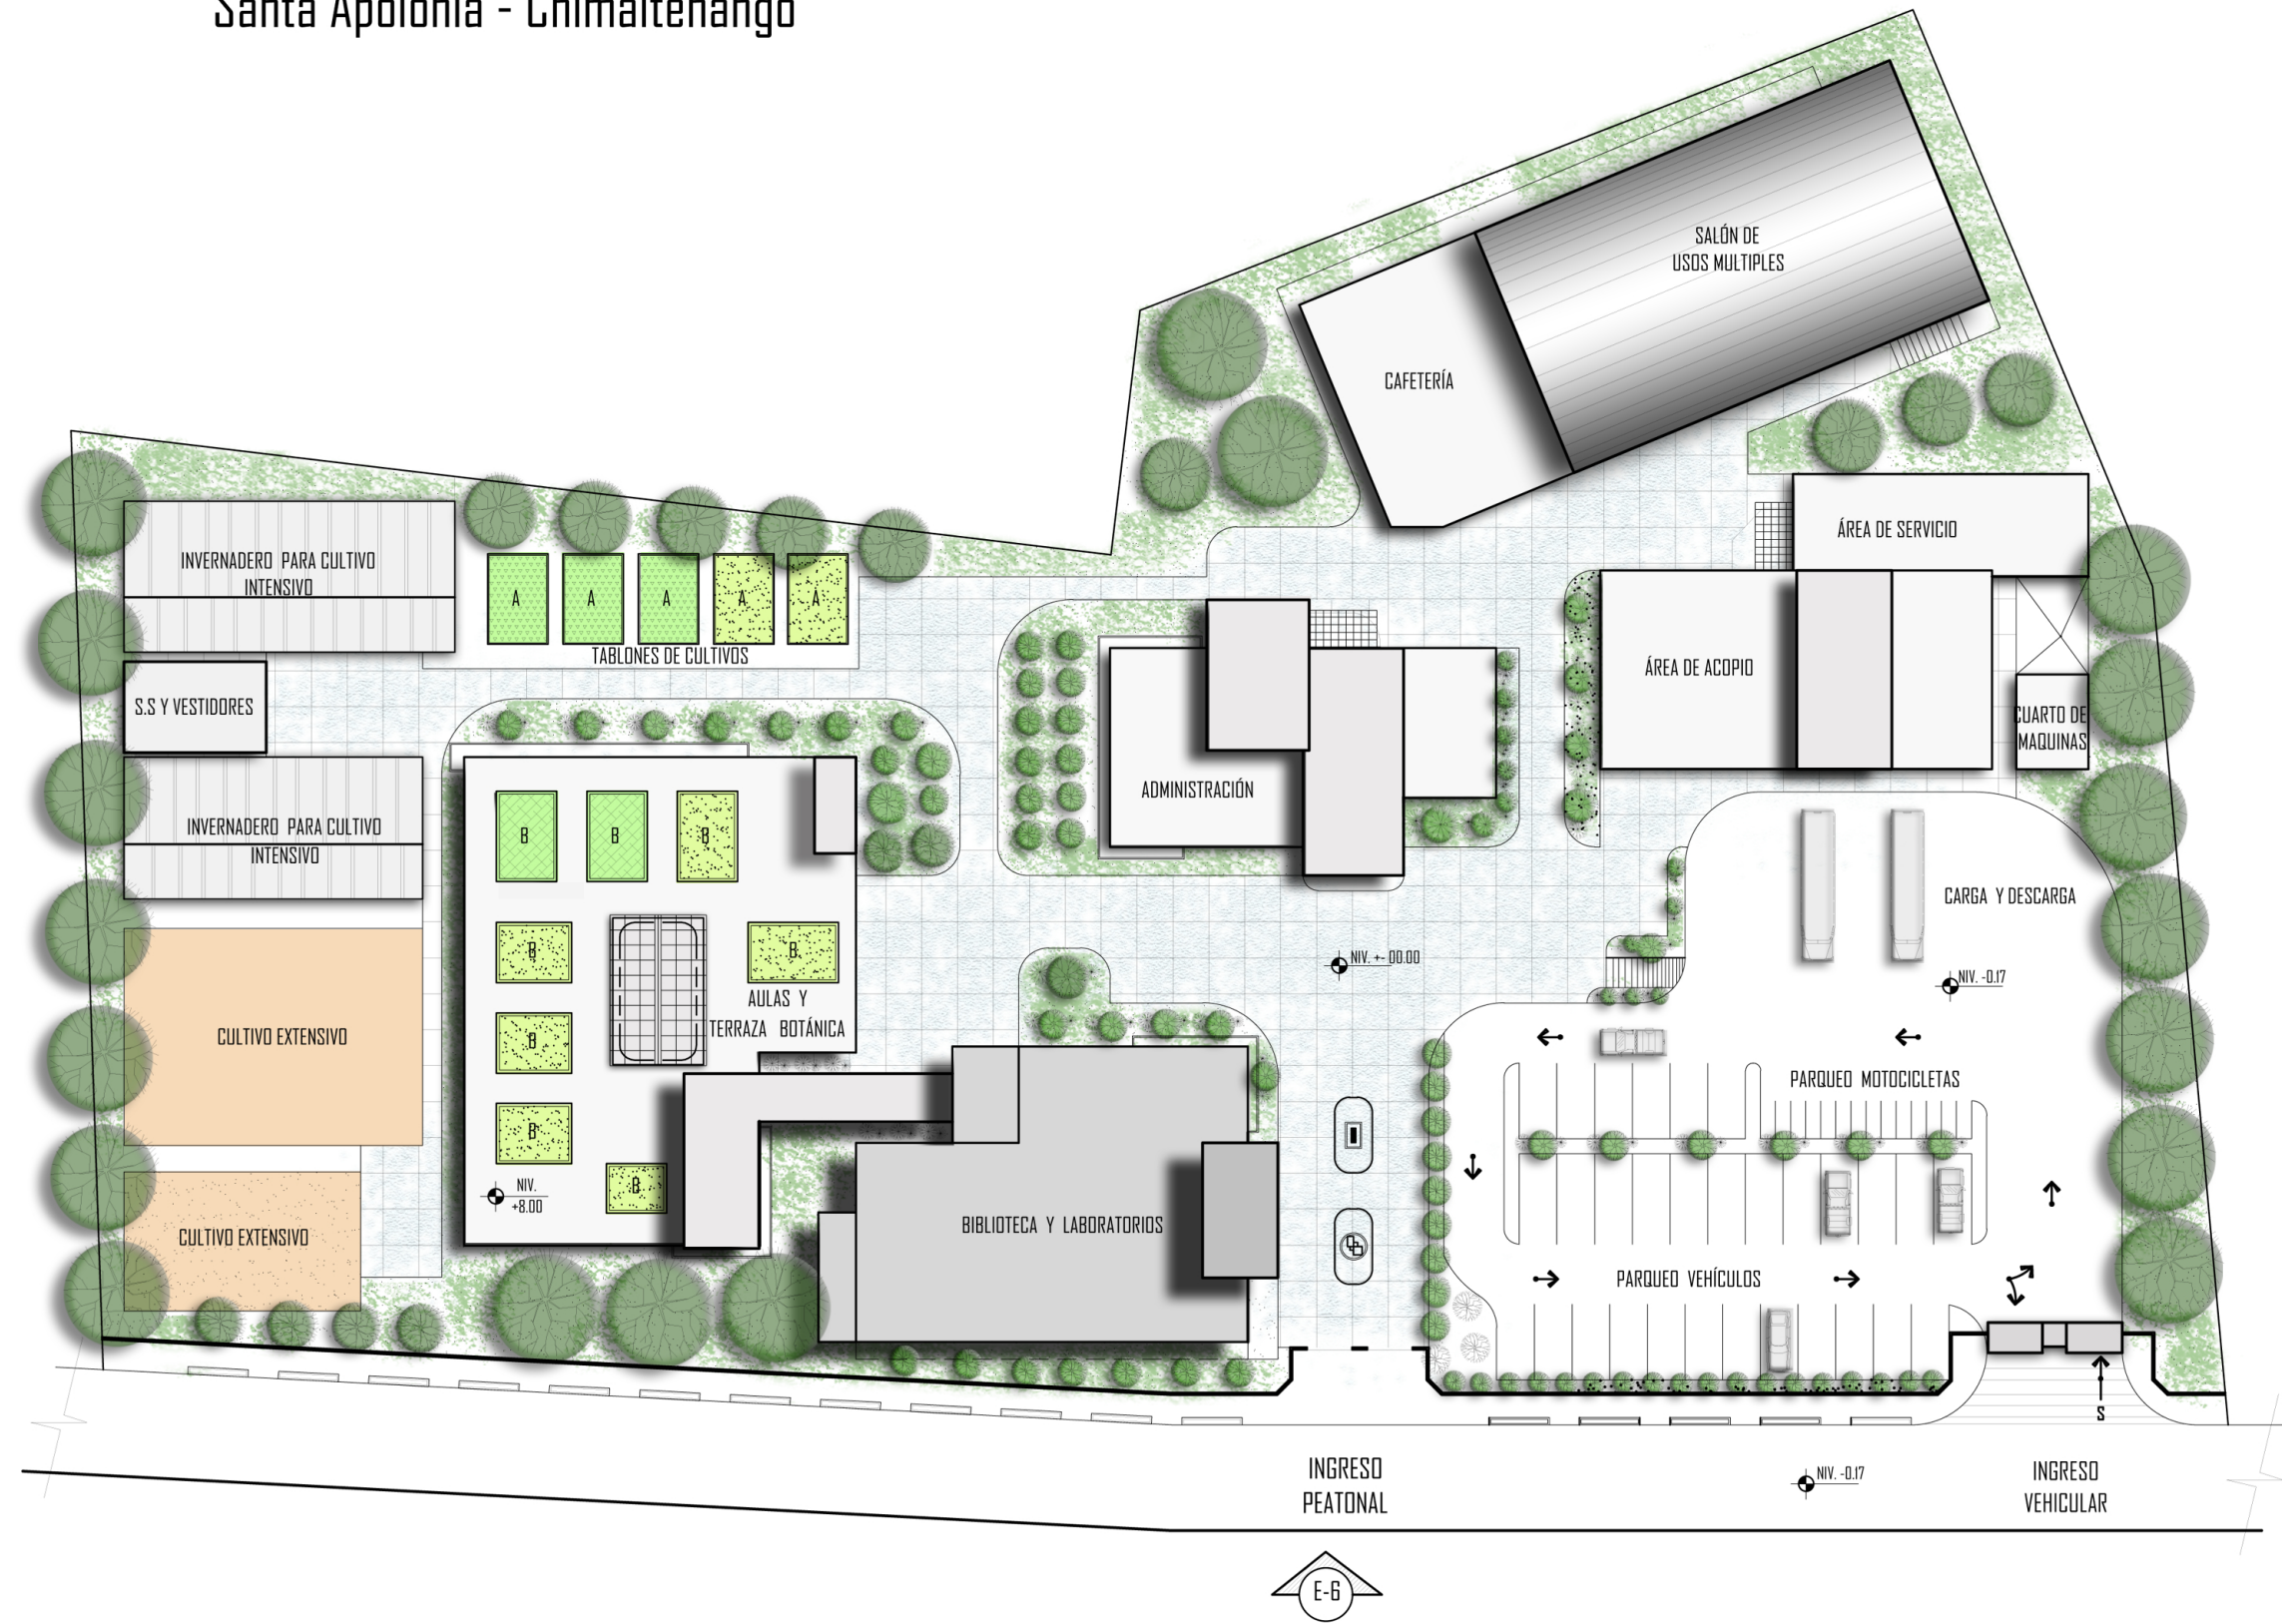 Santa Apolonia - Chimaltenango
SALÓN DE
USOS MULTIPLES
CAFETERÍA
ÁREA DE SERVICIO
INVERNADERO PARA CULTIVO
INTENSIVO
A
A
A
A
A
TABLONES DE CULTIVOS
S.S Y VESTIDORES
ÁREA DE ACOPIO
CUARTO DE
MAQUINAS
ADMINISTRACIÓN
INVERNADERO PARA CULTIVO
INTENSIVO
B
B
B
CARGA Y DESCARGA
B
B
NIV. +- 00.00
NIV. -0.17
AULAS Y
TERRAZA BOTÁNICA
CULTIVO EXTENSIVO
B
PARQUEO MOTOCICLETAS
B
B
NIV.
+8.00
BIBLIOTECA Y LABORATORIOS
CULTIVO EXTENSIVO
PARQUEO VEHÍCULOS
S
INGRESO
PEATONAL
NIV. -0.17
INGRESO
VEHICULAR
E-6